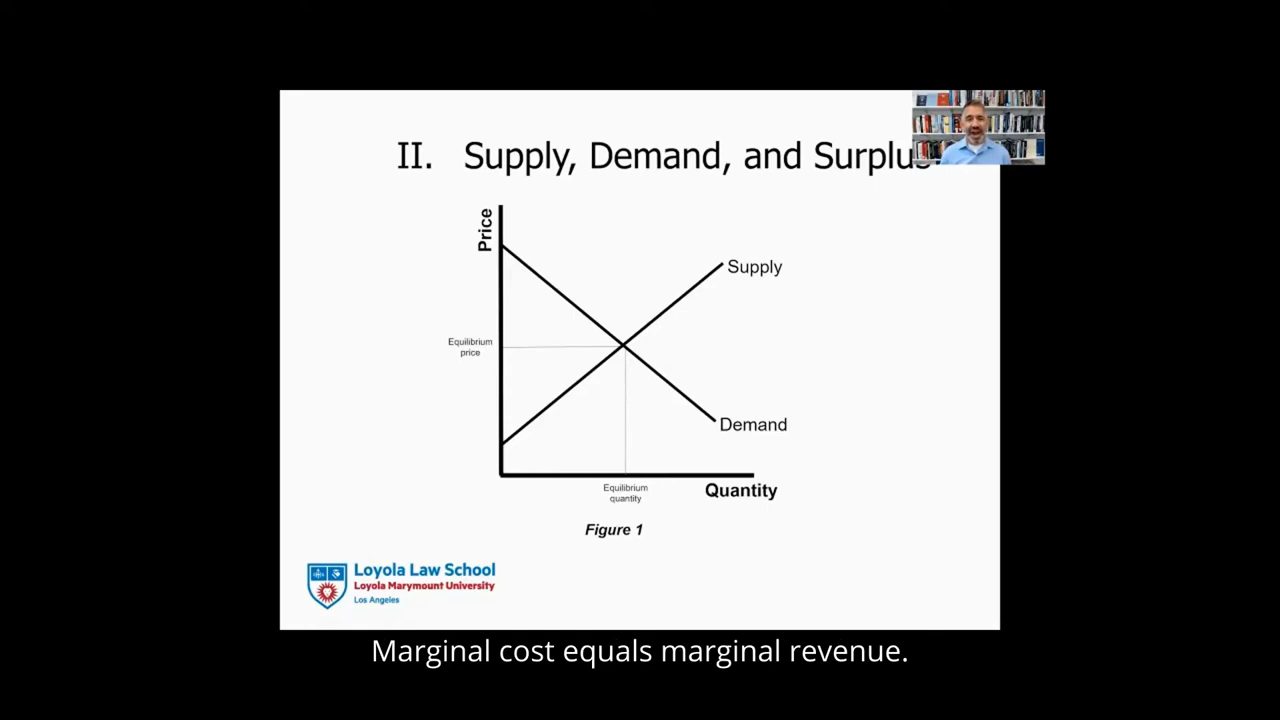 II. Supply, Demand, and Surplus
Price
Supply
Equilibrium
price
Demand
Equilibrium
quantity
Quantity
Figure 1
Loyola Law School
Loyola Marymount University
Los Angeles
Marginal cost equals marginal revenue.